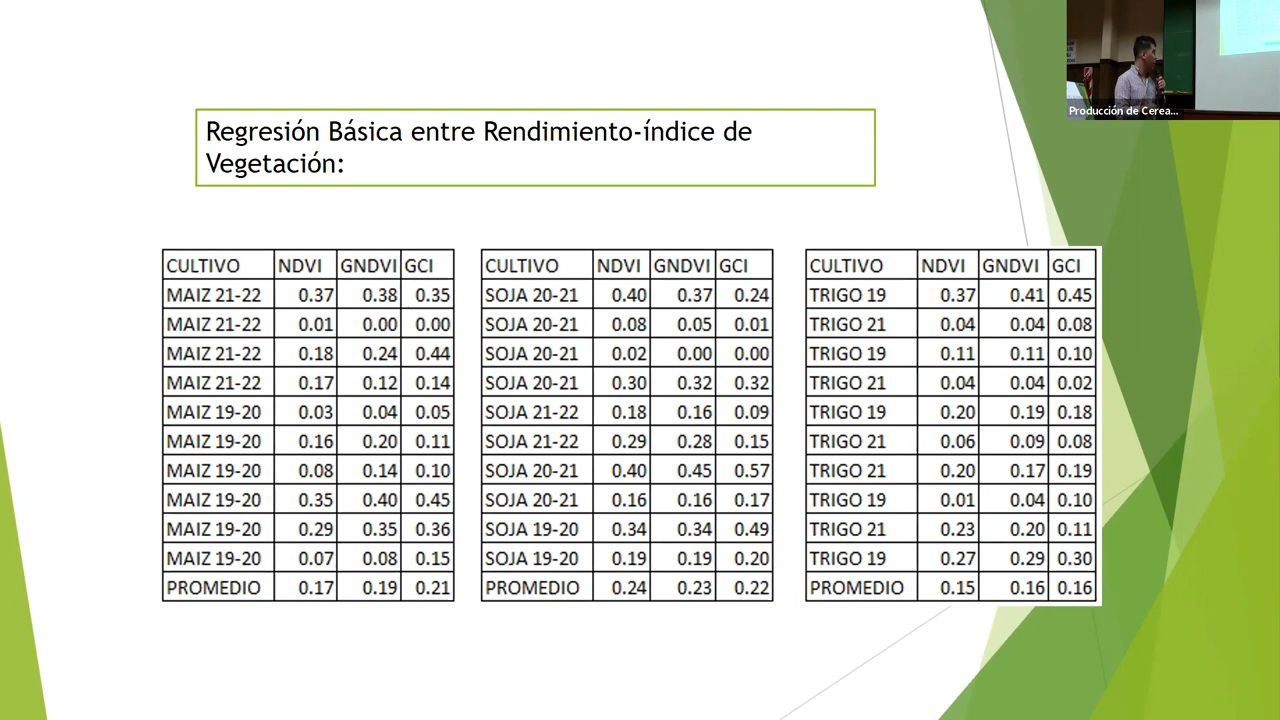 Producción de Cerea...
Regresión Básica entre Rendimiento-índice de
Vegetación:
CULTIVO NDVI GNDVI GCI
MAIZ 21-22 0.37 0.38 0.35
MAIZ 21-22 0.01 0.00 0.00
MAIZ 21-22 0.18 0.24 0.44
MAIZ 21-22 0.17 0.12 0.14
MAIZ 19-20 0.03 0.04 0.05
MAIZ 19-20 0.16 0.20 0.11
MAIZ 19-20 0.08 0.14 0.10
MAIZ 19-20 0.35 0.40 0.45
MAIZ 19-20 0.29 0.35 0.36
MAIZ 19-20 0.07 0.08 0.15
PROMEDIO 0.17 0.19 0.21
CULTIVO NDVI GNDVI GCI
SOJA 20-21 0.40 0.37 0.24
SOJA 20-21 0.08 0.05 0.01
SOJA 20-21 0.02 0.00 0.00
SOJA 20-21 0.30 0.32 0.32
SOJA 21-22 0.18 0.16 0.09
SOJA 21-22 0.29 0.28 0.15
SOJA 20-21 0.40 0.45 0.57
SOJA 20-21 0.16 0.16 0.17
SOJA 19-20 0.34 0.34 0.49
SOJA 19-20 0.19 0.19 0.20
PROMEDIO 0.24 0.23 0.22
CULTIVO NDVI GNDVI GCI
TRIGO 19 0.37 0.41 0.45
TRIGO 21 0.04 0.04 0.08
TRIGO 19 0.11 0.11 0.10
TRIGO 21 0.04 0.04 0.02
TRIGO 19 0.20 0.19 0.18
TRIGO 21 0.06 0.09 0.08
TRIGO 21 0.20 0.17 0.19
TRIGO 19 0.01 0.04 0.10
TRIGO 21 0.23 0.20 0.11
TRIGO 19 0.27 0.29 0.30
PROMEDIO 0.15 0.16 0.16